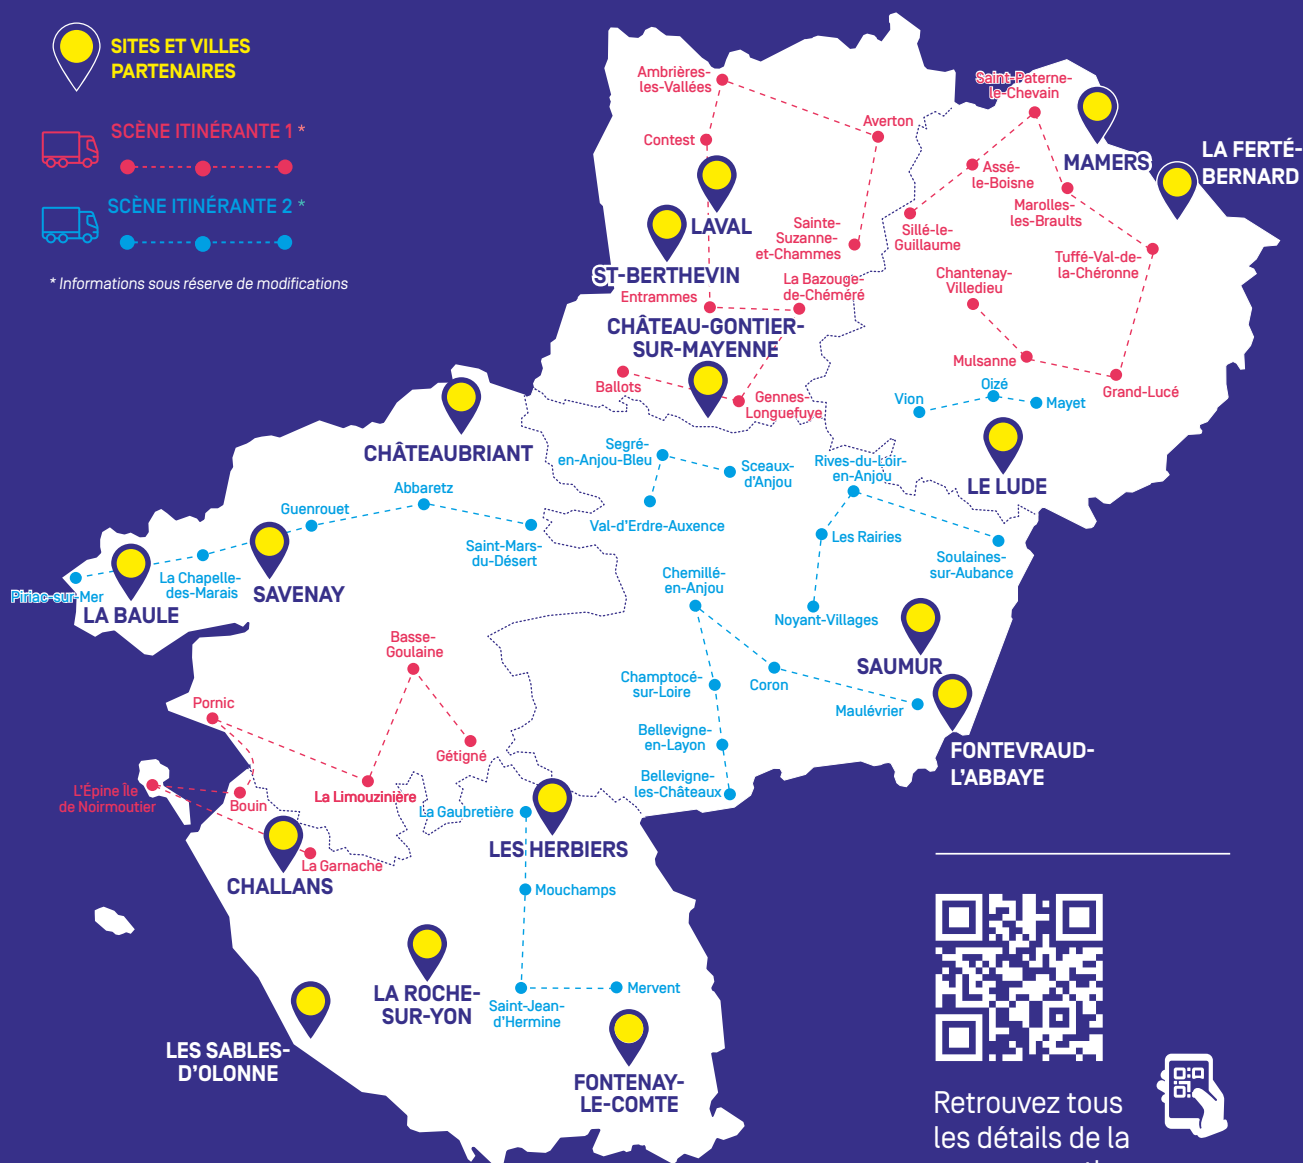 SITES ET VILLES
PARTENAIRES
SCÈNE ITINÉRANTE 1 *
SCÈNE ITINÉRANTE 2 *
* Informations sous réserve de modifications
Ambrières-
les-Vallées
Contest
Averton
LAVAL
ST-BERTHEVIN
Sainte-
Suzanne-
et-Chammes
Entrammes
La Bazouge-
de-Chéméré
CHÂTEAU-GONTIER-
SUR-MAYENNE
Ballots
Gennes-
Longuefuye
Saint-Paterne-
le-Chevain
MAMERS
LA FERTÉ-
BERNARD
Assé-
le-Boisne
Marolles-
les-Braults
Sillé-le-
Guillaume
Tuffé-Val-de-
la-Chéronne
Chantenay-
Villedieu
Mulsanne
Grand-Lucé
Oizé
Vion
Mayet
LE LUDE
CHÂTEAUBRIANT
Abbaretz
Guenrouet
Saint-Mars-
du-Désert
La Chapelle-
des-Marais
SAVENAY
Piriac-sur-Mer
LA BAULE
Segré-
en-Anjou-Bleu
Sceaux-
d'Anjou
Val-d'Erdre-Auxence
Rives-du-Loir-
en-Anjou
Les Rairies
Soulaines-
sur-Aubance
Noyant-Villages
Chemillé-
en-Anjou
SAUMUR
Champtocé-
sur-Loire
Coron
Maulévrier
Bellevigne-
en-Layon
Bellevigne-
les-Châteaux
FONTEVRAUD-
L'ABBAYE
Basse-
Goulaine
Pornic
Gétigné
La Limouzinière
L'Épine Île
de Noirmoutier
Bouin
La Garnache
CHALLANS
La Gaubretière
LES HERBIERS
Mouchamps
LA ROCHE-
SUR-YON
Saint-Jean-
d'Hermine
Mervent
LES SABLES-
D'OLONNE
FONTENAY-
LE-COMTE
Retrouvez tous
les détails de la